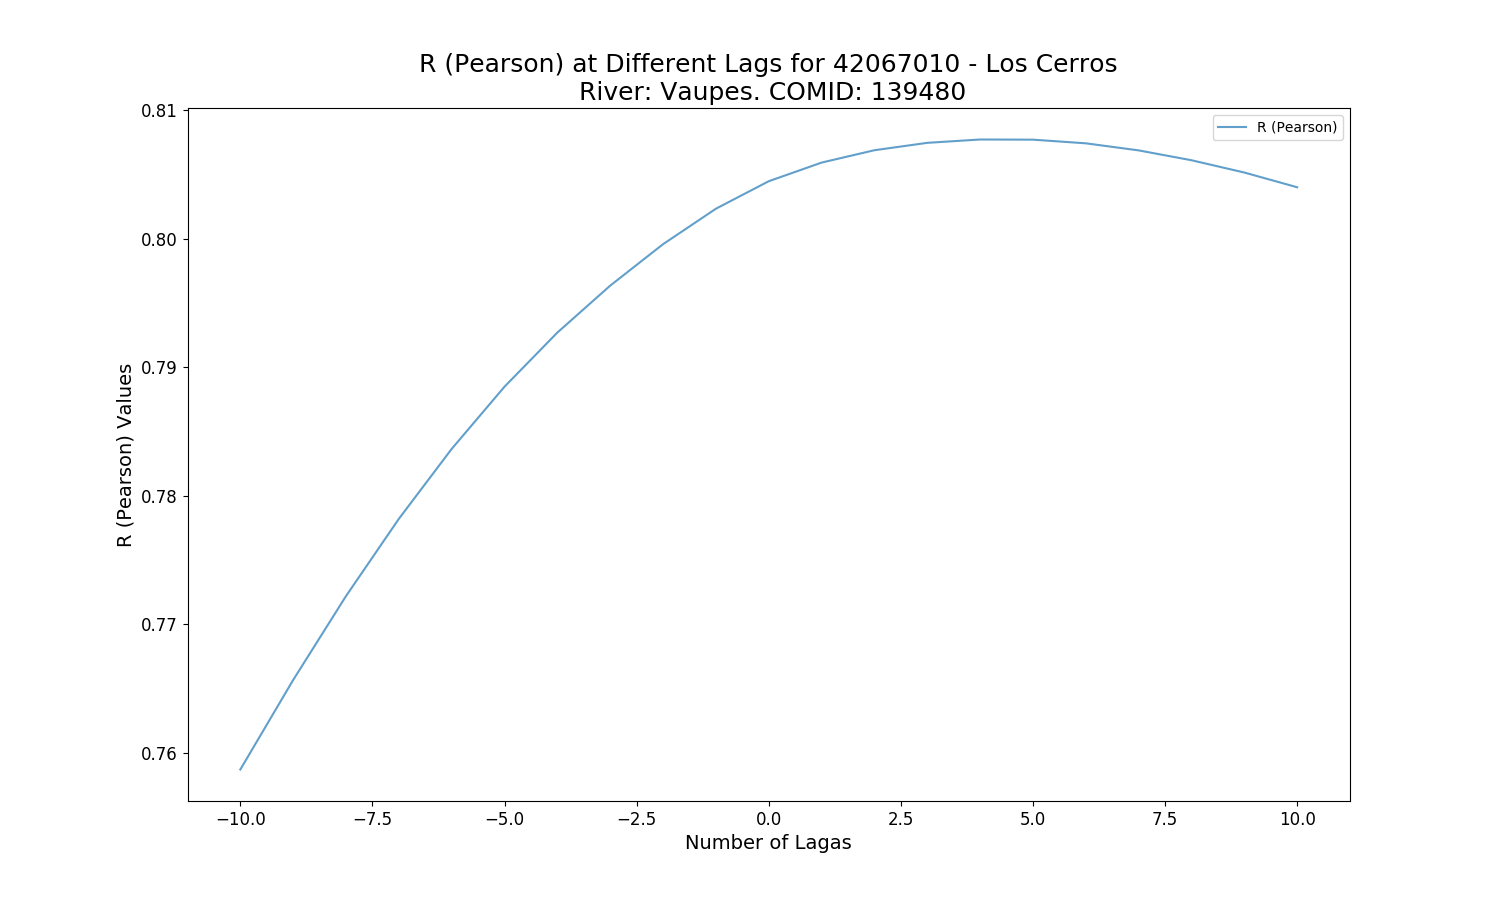 R (Pearson) at Different Lags for 42067010 - Los Cerros
River: Vaupes. COMID: 139480
R (Pearson)
R (Pearson) Values
0.81
0.80
0.79
0.78
0.77
0.76
−10.0 −7.5 −5.0 −2.5 0.0 2.5 5.0 7.5 10.0
Number of Lagas